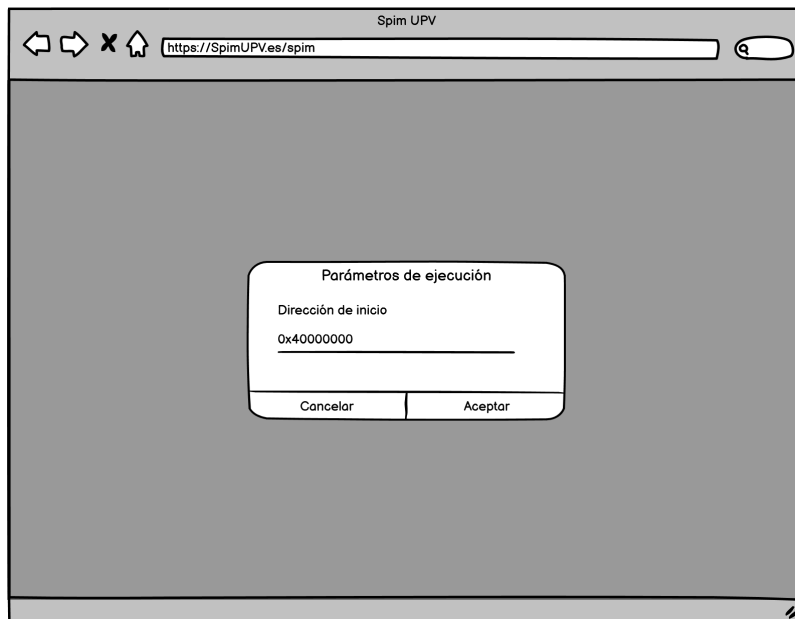 Spim UPV
https://SpimUPV.es/spim
Parámetros de ejecución
Dirección de inicio
0x40000000
Cancelar
Aceptar